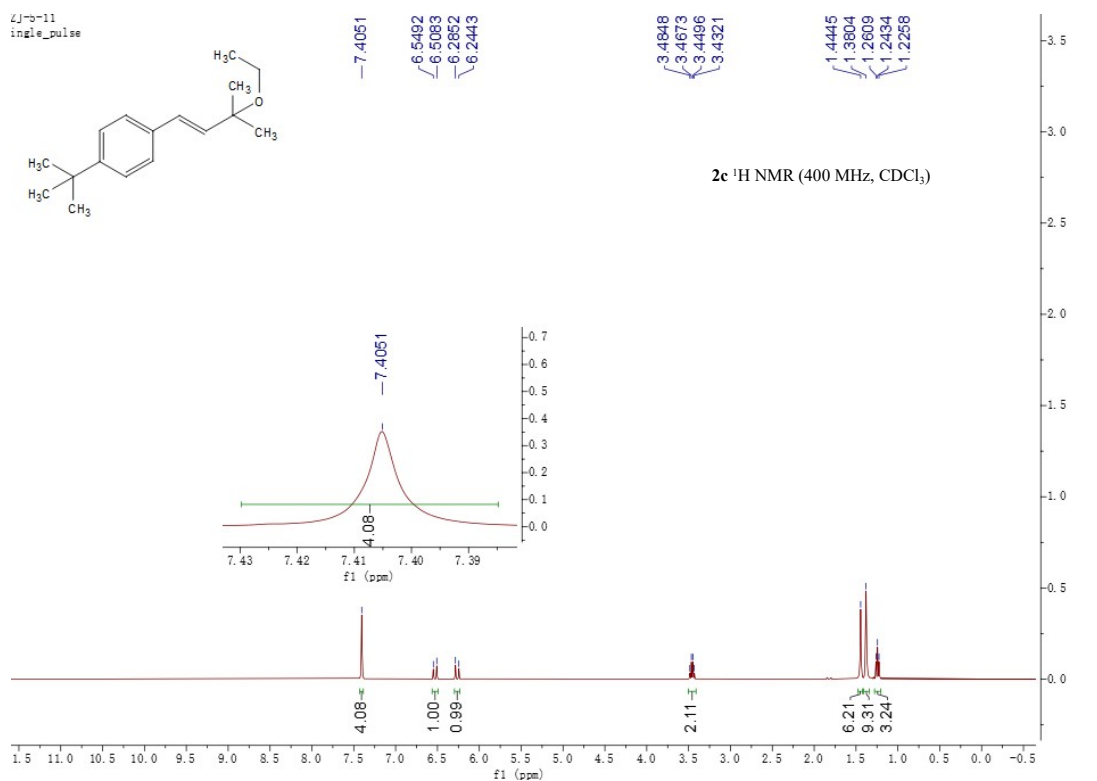 ZJ-5-11
ingle_pulse
7.4051
6.5492
6.5083
6.2852
6.2443
3.4848
3.4673
3.4496
3.4321
1.4445
1.3804
1.2609
1.2434
1.2258
H₃C
CH₃
O
CH₃
H₃C
H₃C
CH₃
2c ¹H NMR (400 MHz, CDCl₃)
3.5
3.0
2.5
2.0
1.5
1.0
0.5
0.0
7.4051
0.7
0.6
0.5
0.4
0.3
0.2
0.1
0.0
4.08
7.43 7.42 7.41 7.40 7.39
f1 (ppm)
4.08
1.00
0.99
2.11
6.21
9.31
3.24
11.5 11.0 10.5 10.0 9.5 9.0 8.5 8.0 7.5 7.0 6.5 6.0 5.5 5.0 4.5 4.0 3.5 3.0 2.5 2.0 1.5 1.0 0.5 0.0 -0.5
f1 (ppm)